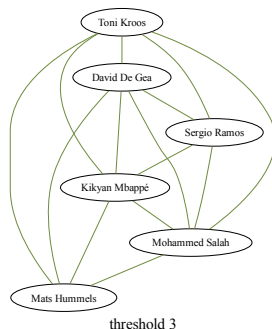 Toni Kroos
David De Gea
Sergio Ramos
Kikyan Mbappé
Mohammed Salah
Mats Hummels
threshold 3